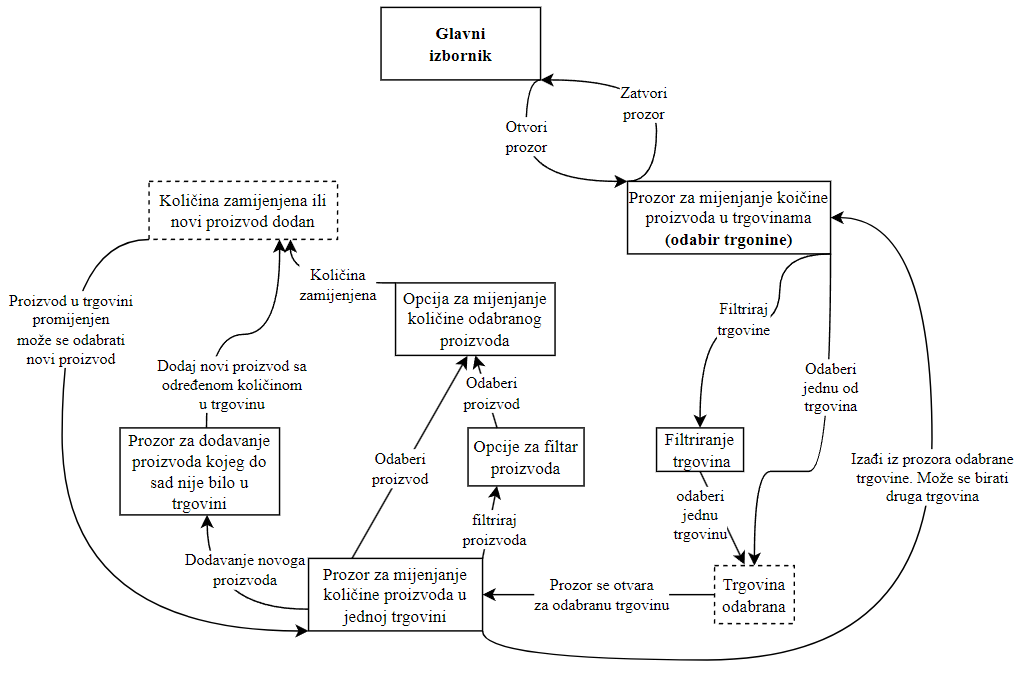 Glavni
izbornik
Zatvori
prozor
Otvori
prozor
Količina zamijenjena ili
novi proizvod dodan
Prozor za mijenjanje koičine
proizvoda u trgovinama
(odabir trgonine)
Količina
zamijenjena
Opcija za mijenjanje
količine odabranog
proizvoda
Proizvod u trgovini
promijenjen
može se odabrati
novi proizvod
Filtriraj
trgovine
Dodaj novi proizvod sa
određenom količinom
u trgovinu
Odaberi
proizvod
Odaberi
jednu od
trgovina
Prozor za dodavanje
proizvoda kojeg do
sad nije bilo u
trgovini
Odaberi
proizvod
Opcije za filtar
proizvoda
Filtriranje
trgovina
Izađi iz prozora odabrane
trgovine. Može se birati
druga trgovina
odaberi
jednu
trgovinu
filtriraj
proizvoda
Dodavanje novoga
proizvoda
Prozor za mijenjanje
količine proizvoda u
jednoj trgovini
Prozor se otvara
za odabranu trgovinu
Trgovina
odabrana